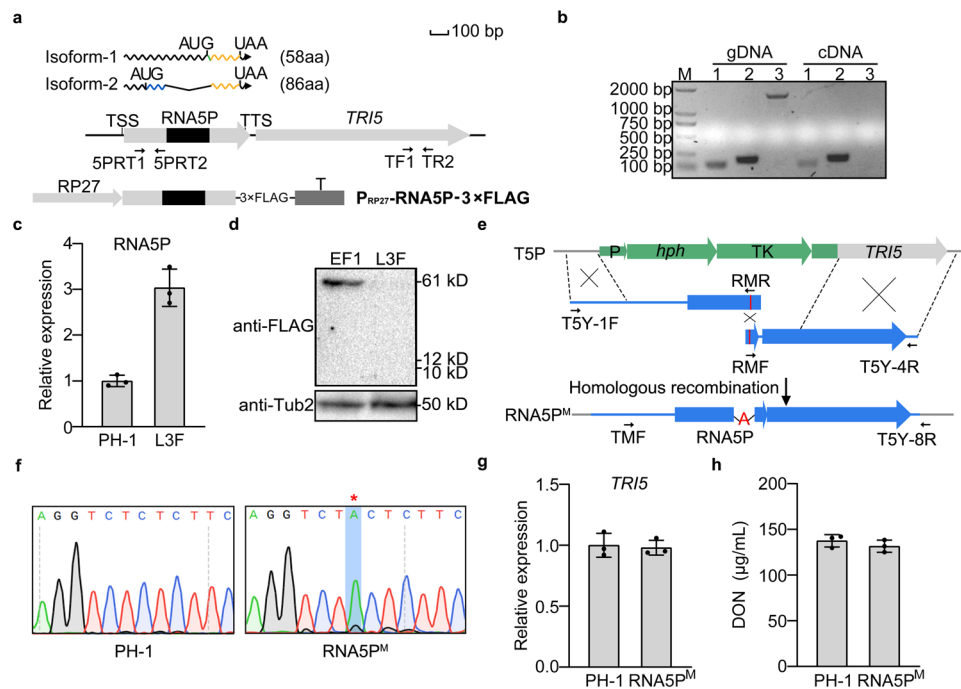 a
AUG UAA 100 bp
Isoform-1 (58aa)
AUG UAA
Isoform-2 (86aa)
TSS RNA5P TTS TRI5
5PRT1 5PRT2 TF1 TR2
RP27 3×FLAG T PRP27-RNA5P-3×FLAG
b
gDNA cDNA
M 1 2 3 1 2 3
2000 bp
1000 bp
750 bp
500 bp
250 bp
100 bp
c
RNA5P
Relative expression
4
3
2
1
0
PH-1 L3F
d
EF1 L3F
61 kD
anti-FLAG
12 kD
10 kD
anti-Tub2 50 kD
e
T5P P hph TK TRI5
RMR
T5Y-1F
RMF T5Y-4R
Homologous recombination
RNA5PM A
TMF RNA5P T5Y-8R
f
*
A G G T C T C T C T T C
A G G T C T A C T C T T C
PH-1 RNA5PM
g
TRI5
Relative expression
1.5
1.0
0.5
0.0
PH-1 RNA5PM
h
DON (μg/mL)
200
150
100
50
0
PH-1 RNA5PM